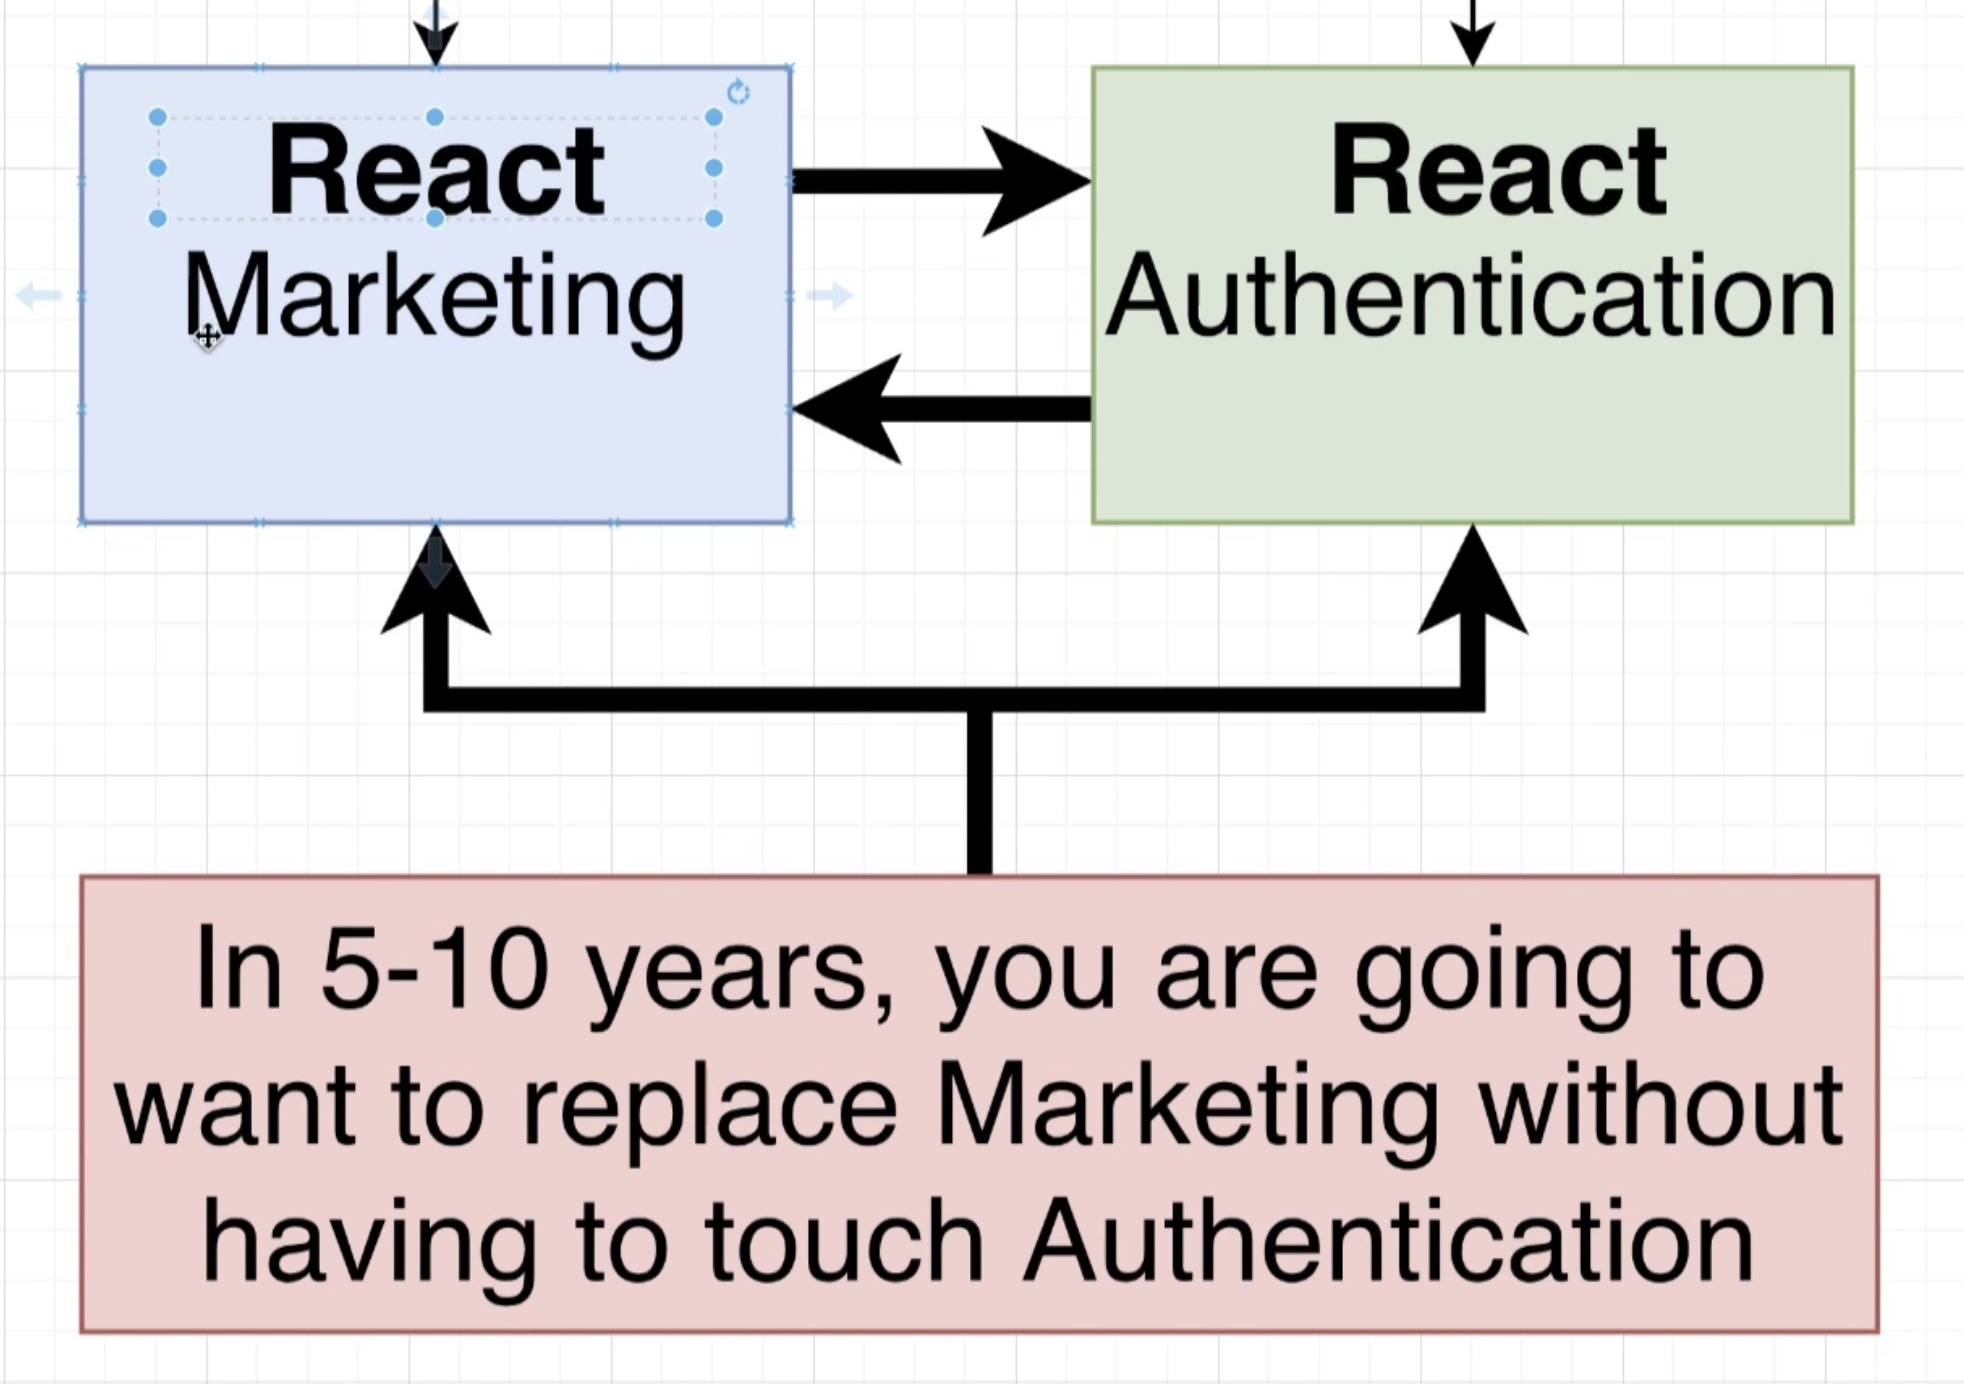 React
Marketing
React
Authentication
In 5-10 years, you are going to
want to replace Marketing without
having to touch Authentication